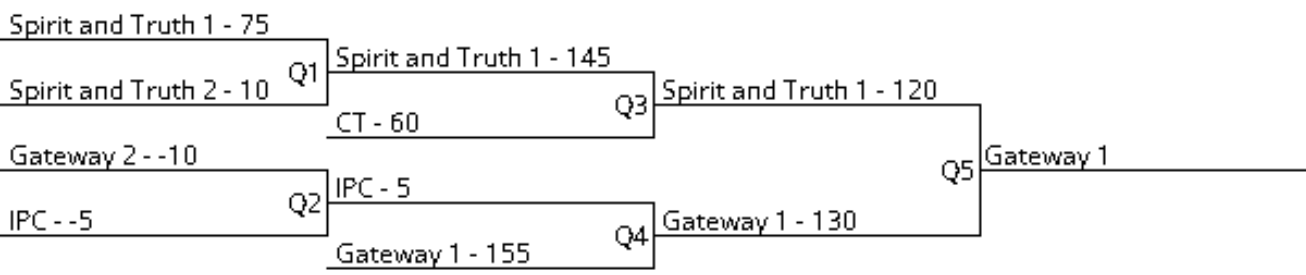 Spirit and Truth 1 - 75
Spirit and Truth 2 - 10
Q1
Spirit and Truth 1 - 145
CT - 60
Q3
Spirit and Truth 1 - 120
Gateway 2 - -10
IPC - -5
Q2
IPC - 5
Gateway 1 - 155
Q4
Gateway 1 - 130
Q5
Gateway 1